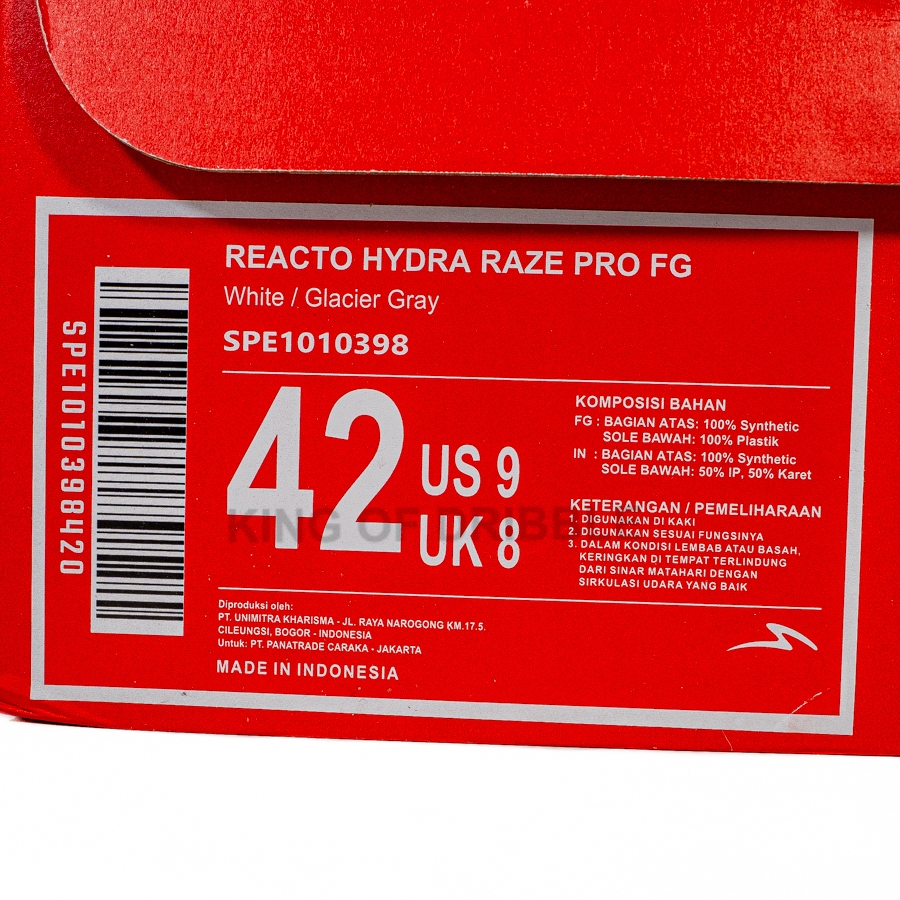 REACTO HYDRA RAZE PRO FG
White / Glacier Gray
SPE1010398
SPE1010398420
42
US 9
UK 8
KOMPOSISI BAHAN
FG : BAGIAN ATAS: 100% Synthetic
SOLE BAWAH: 100% Plastik
IN : BAGIAN ATAS: 100% Synthetic
SOLE BAWAH: 50% IP, 50% Karet
KETERANGAN / PEMELIHARAAN
1. DIGUNAKAN DI KAKI
2. DIGUNAKAN SESUAI FUNGSINYA
3. DALAM KONDISI LEMBAB ATAU BASAH,
KERINGKAN DI TEMPAT TERLINDUNG
DARI SINAR MATAHARI DENGAN
SIRKULASI UDARA YANG BAIK
KING OF
Diproduksi oleh:
PT. UNIMITRA KHARISMA - JL. RAYA NAROGONG KM.17.5.
CILEUNGSI, BOGOR - INDONESIA
Untuk: PT. PANATRADE CARAKA - JAKARTA
MADE IN INDONESIA